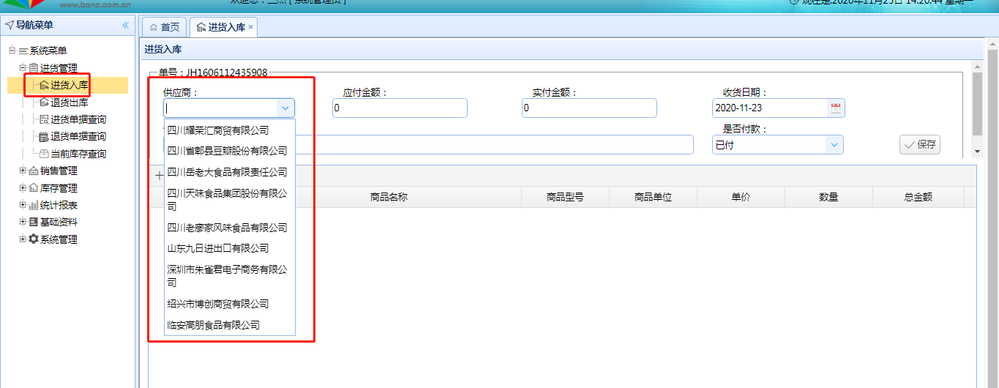 www.bang.com.cn
现在是:2020年11月23日 14:20:44 星期一
导航菜单
首页
进货入库
系统菜单
进货管理
进货入库
退货出库
进货单据查询
退货单据查询
当前库存查询
销售管理
库存管理
统计报表
基础资料
系统管理
进货入库
单号：JH1606112435908
供应商：
应付金额：
实付金额：
收货日期：
0
0
2020-11-23
是否付款：
已付
保存
四川耀荣汇商贸有限公司
四川省郫县豆瓣股份有限公司
四川岳老大食品有限责任公司
四川天味食品集团股份有限公
司
四川老廖家风味食品有限公司
山东九日进出口有限公司
深圳市朱雀君电子商务有限公
司
绍兴市博创商贸有限公司
临安高朋食品有限公司
商品名称
商品型号
商品单位
单价
数量
总金额